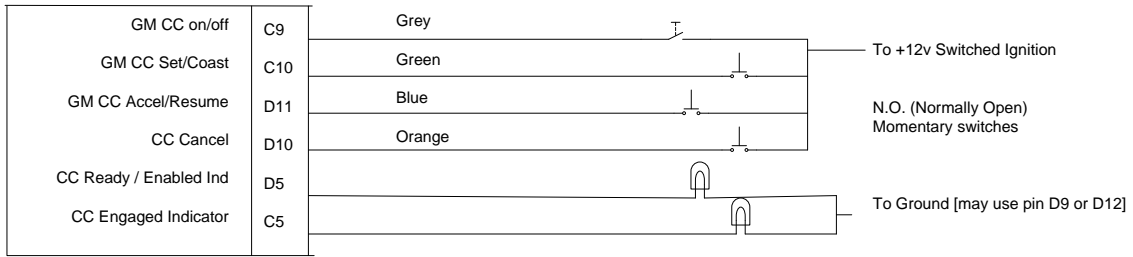 GM CC on/off C9 Grey
GM CC Set/Coast C10 Green
GM CC Accel/Resume D11 Blue
CC Cancel D10 Orange
CC Ready / Enabled Ind D5
CC Engaged Indicator C5
To +12v Switched Ignition
N.O. (Normally Open)
Momentary switches
To Ground [may use pin D9 or D12]